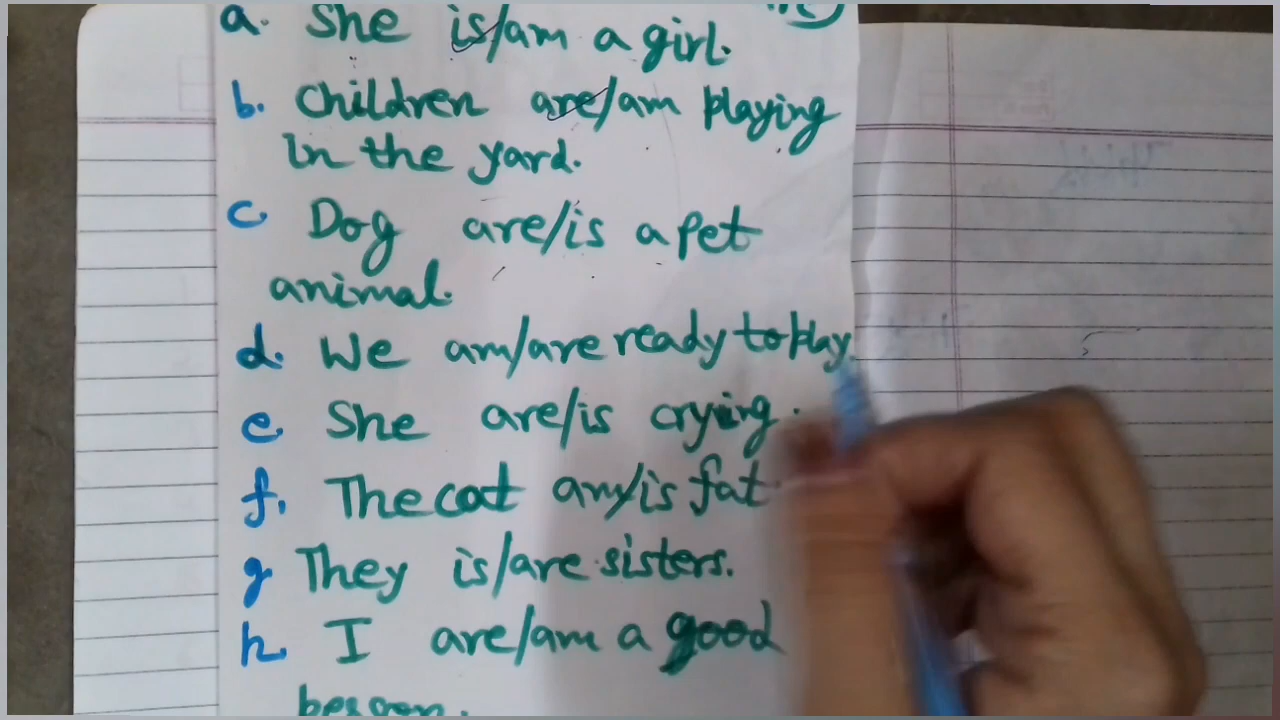 a. She is/am a girl.
b. Children are/am playing
in the yard.
c Dog are/is a pet
animal.
d. We am/are ready to play.
e. She are/is crying.
f. The cat am/is fat.
g They is/are sisters.
h. I are/am a good
person.